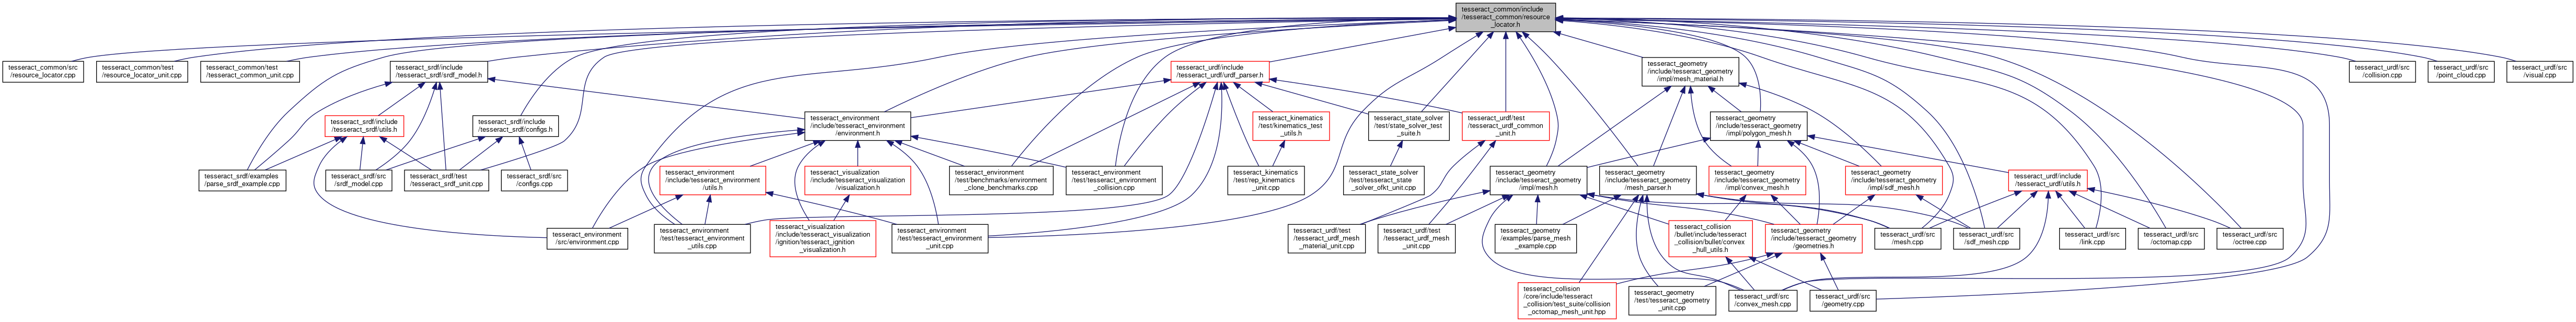 tesseract_common/include
/tesseract_common/resource
_locator.h
tesseract_common/src
/resource_locator.cpp
tesseract_common/test
/resource_locator_unit.cpp
tesseract_common/test
/tesseract_common_unit.cpp
tesseract_srdf/include
/tesseract_srdf/srdf_model.h
tesseract_urdf/include
/tesseract_urdf/urdf_parser.h
tesseract_geometry
include/tesseract_geometry
/impl/mesh_material.h
tesseract_urdf/src
/collision.cpp
tesseract_urdf/src
/point_cloud.cpp
tesseract_urdf/src
/visual.cpp
tesseract_srdf/include
/tesseract_srdf/utils.h
tesseract_srdf/include
/tesseract_srdf/configs.h
tesseract_environment
/include/tesseract_environment
/environment.h
tesseract_kinematics
/test/kinematics_test
_utils.h
tesseract_state_solver
/test/state_solver_test
_suite.h
tesseract_urdf/test
/tesseract_urdf_common
_unit.h
tesseract_geometry
/include/tesseract_geometry
/impl/polygon_mesh.h
tesseract_srdf/examples
/parse_srdf_example.cpp
tesseract_srdf/src
/srdf_model.cpp
tesseract_srdf/test
/tesseract_srdf_unit.cpp
tesseract_srdf/src
/configs.cpp
tesseract_environment
/include/tesseract_environment
/utils.h
tesseract_visualization
/include/tesseract_visualization
/visualization.h
tesseract_environment
/test/benchmarks/environment
_clone_benchmarks.cpp
tesseract_environment
/test/tesseract_environment
_collision.cpp
tesseract_kinematics
/test/rep_kinematics
_unit.cpp
tesseract_state_solver
/test/tesseract_state
_solver_ofkt_unit.cpp
tesseract_geometry
/include/tesseract_geometry
/impl/mesh.h
tesseract_geometry
/include/tesseract_geometry
/mesh_parser.h
tesseract_geometry
/include/tesseract_geometry
/impl/convex_mesh.h
tesseract_geometry
/include/tesseract_geometry
/impl/sdf_mesh.h
tesseract_urdf/include
/tesseract_urdf/utils.h
tesseract_environment
/src/environment.cpp
tesseract_environment
/test/tesseract_environment
_utils.cpp
tesseract_visualization
/include/tesseract_visualization
/ignition/tesseract_ignition
_visualization.h
tesseract_environment
/test/tesseract_environment
_unit.cpp
tesseract_urdf/test
/tesseract_urdf_mesh
_material_unit.cpp
tesseract_urdf/test
/tesseract_urdf_mesh
_unit.cpp
tesseract_geometry
/examples/parse_mesh
_example.cpp
tesseract_collision
/bullet/include/tesseract
_collision/bullet/convex
_hull_utils.h
tesseract_geometry
/include/tesseract_geometry
/geometries.h
tesseract_urdf/src
/mesh.cpp
tesseract_urdf/src
/sdf_mesh.cpp
tesseract_urdf/src
/link.cpp
tesseract_urdf/src
/octomap.cpp
tesseract_urdf/src
/octree.cpp
tesseract_collision
/core/include/tesseract
_collision/test_suite/collision
_octomap_mesh_unit.hpp
tesseract_geometry
/test/tesseract_geometry
_unit.cpp
tesseract_urdf/src
/convex_mesh.cpp
tesseract_urdf/src
/geometry.cpp